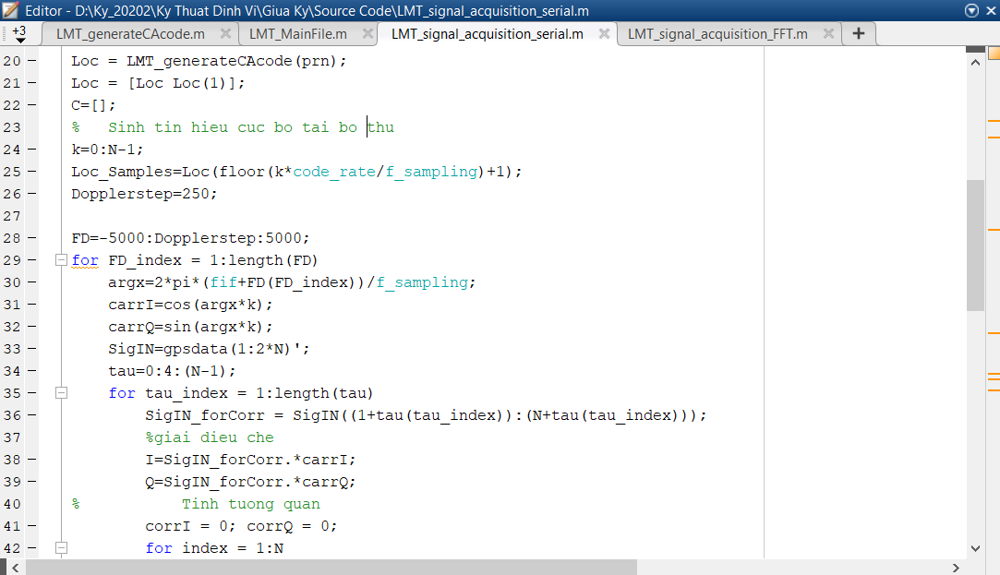 Editor - D:\Ky_20202\Ky Thuat Dinh Vi\Giua Ky\Source Code\LMT_signal_acquisition_serial.m
+3 LMT_generateCAcode.m LMT_MainFile.m LMT_signal_acquisition_serial.m LMT_signal_acquisition_FFT.m +
20 - Loc = LMT_generateCAcode(prn);
21 - Loc = [Loc Loc(1)];
22 - C=[];
23 % Sinh tin hieu cuc bo tai bo thu
24 - k=0:N-1;
25 - Loc_Samples=Loc(floor(k*code_rate/f_sampling)+1);
26 - Dopplerstep=250;
27
28 - FD=-5000:Dopplerstep:5000;
29 - for FD_index = 1:length(FD)
30 - argx=2*pi*(fif+FD(FD_index))/f_sampling;
31 - carrI=cos(argx*k);
32 - carrQ=sin(argx*k);
33 - SigIN=gpsdata(1:2*N)';
34 - tau=0:4:(N-1);
35 - for tau_index = 1:length(tau)
36 - SigIN_forCorr = SigIN((1+tau(tau_index)):(N+tau(tau_index)));
37 %giai dieu che
38 - I=SigIN_forCorr.*carrI;
39 - Q=SigIN_forCorr.*carrQ;
40 % Tinh tuong quan
41 - corrI = 0; corrQ = 0;
42 - for index = 1:N